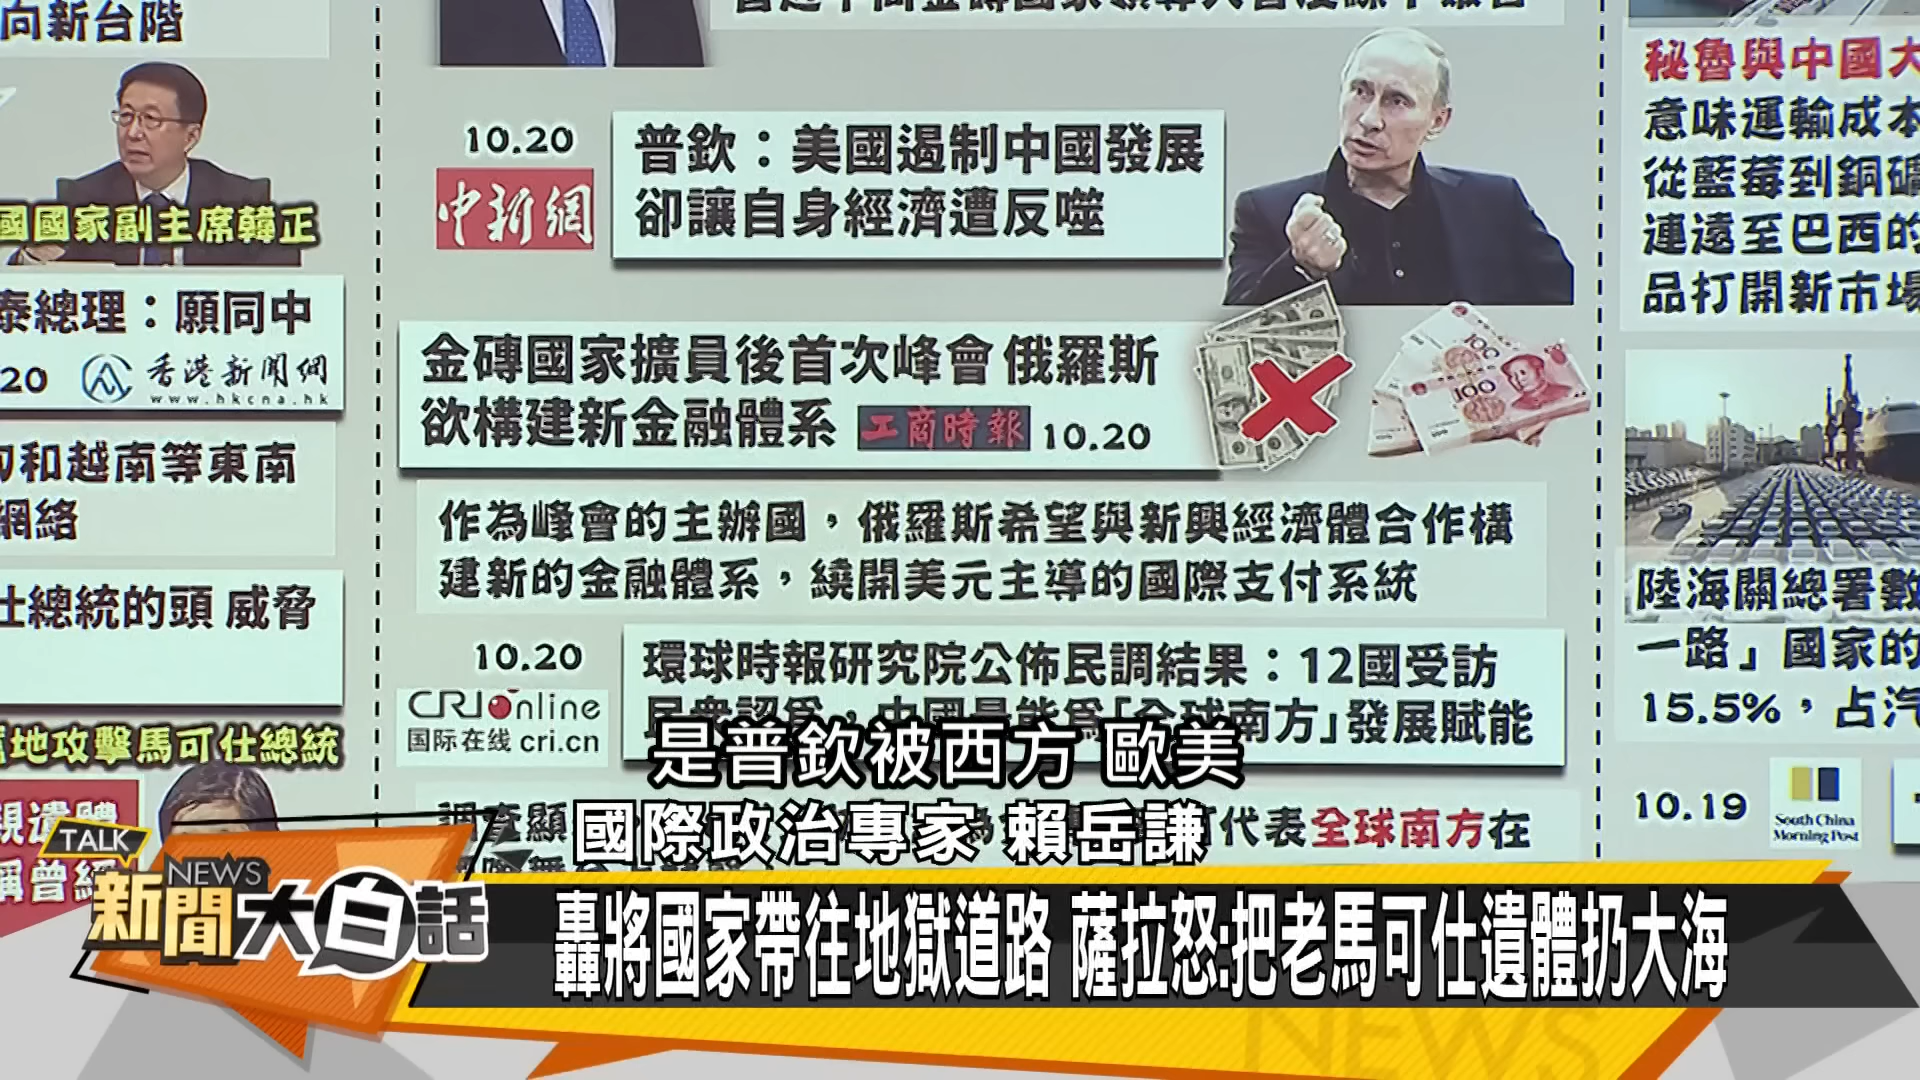 向新台階
國國家副主席韓正
泰總理：願同中
20 香港新聞網
www.hkcna.hk
和越南等東南
網絡
仕總統的頭 威脅
地攻擊馬可仕總統
10.20
中新網
普欽：美國遏制中國發展
卻讓自身經濟遭反噬
金磚國家擴員後首次峰會 俄羅斯
欲構建新金融體系 工商時報 10.20
作為峰會的主辦國，俄羅斯希望與新興經濟體合作構
建新的金融體系，繞開美元主導的國際支付系統
10.20
CRI Online
国际在线 cri.cn
環球時報研究院公佈民調結果：12國受訪
民眾認為，中國最能為「全球南方」發展賦能
代表全球南方在
秘魯與中國大
意味運輸成本
從藍莓到銅礦
連遠至巴西的
品打開新市場
陸海關總署數
一路」國家的
15.5%，占汽
10.19 South China
Morning Post
是普欽被西方 歐美
國際政治專家 賴岳謙
TALK
NEWS
新聞大白話
轟將國家帶往地獄道路 薩拉怒:把老馬可仕遺體扔大海
NEWS